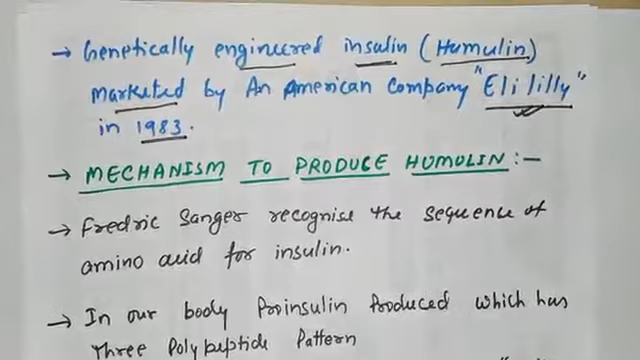 → Genetically engineered insulin (Humulin)
marketed by An American Company "Eli lilly"
in 1983.
→ MECHANISM TO PRODUCE HUMULIN:-
→ Fredric Sanger recognise the sequence of
amino acid for insulin.
→ In our body Proinsulin Produced which has
three Polypeptide Pattern